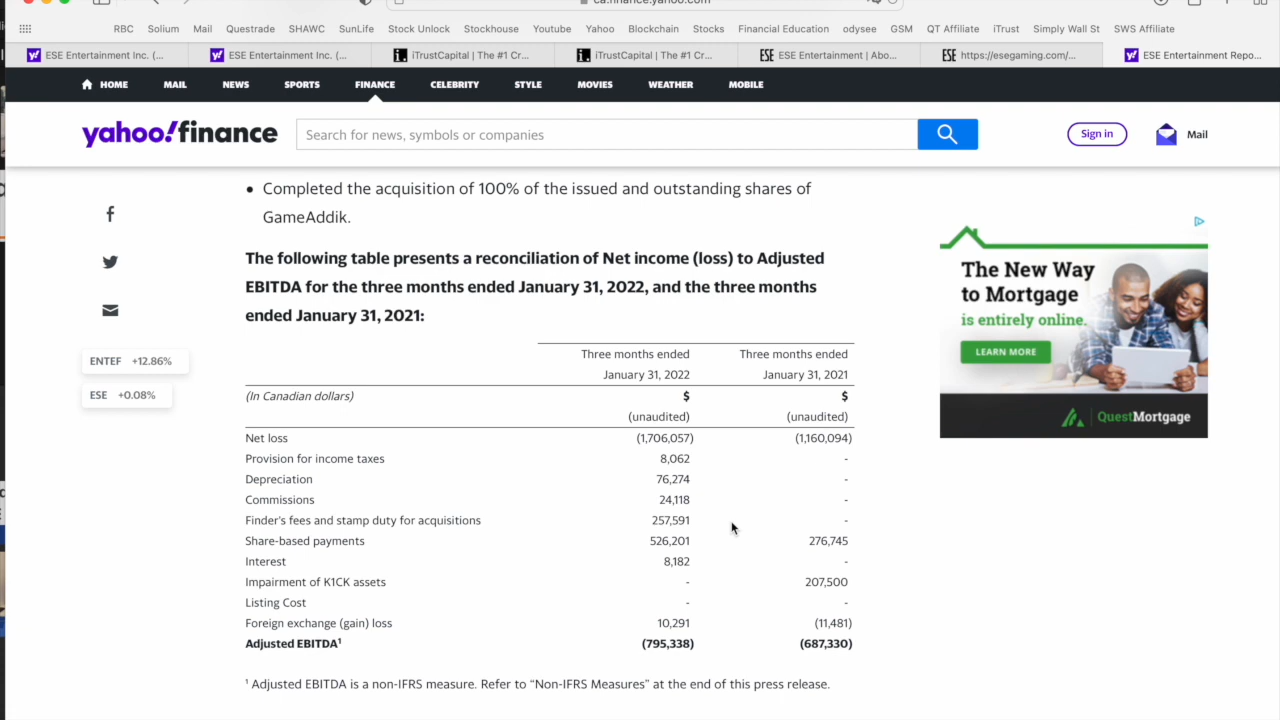 ca.finance.yahoo.com
RBC Solium Mail Questrade SHAWC SunLife Stock Unlock Stockhouse Youtube Yahoo Blockchain Stocks Financial Education odysee GSM QT Affiliate iTrust Simply Wall St SWS Affiliate
ESE Entertainment Inc. (... ESE Entertainment Inc. (... iTrustCapital | The #1 Cr... iTrustCapital | The #1 Cr... ESE ESE Entertainment | Abo... ESE https://esegaming.com/... ESE Entertainment Repo...
HOME MAIL NEWS SPORTS FINANCE CELEBRITY STYLE MOVIES WEATHER MOBILE
yahoo!finance Search for news, symbols or companies Sign in Mail
• Completed the acquisition of 100% of the issued and outstanding shares of
GameAddik.
The following table presents a reconciliation of Net income (loss) to Adjusted
EBITDA for the three months ended January 31, 2022, and the three months
ended January 31, 2021:
ENTEF +12.86%
ESE +0.08%
Three months ended Three months ended
January 31, 2022 January 31, 2021
(In Canadian dollars) $ $
(unaudited) (unaudited)
Net loss (1,706,057) (1,160,094)
Provision for income taxes 8,062 -
Depreciation 76,274 -
Commissions 24,118 -
Finder's fees and stamp duty for acquisitions 257,591 -
Share-based payments 526,201 276,745
Interest 8,182 -
Impairment of K1CK assets - 207,500
Listing Cost - -
Foreign exchange (gain) loss 10,291 (11,481)
Adjusted EBITDA¹ (795,338) (687,330)
¹ Adjusted EBITDA is a non-IFRS measure. Refer to “Non-IFRS Measures” at the end of this press release.
The New Way
to Mortgage
is entirely online.
LEARN MORE
QuestMortgage